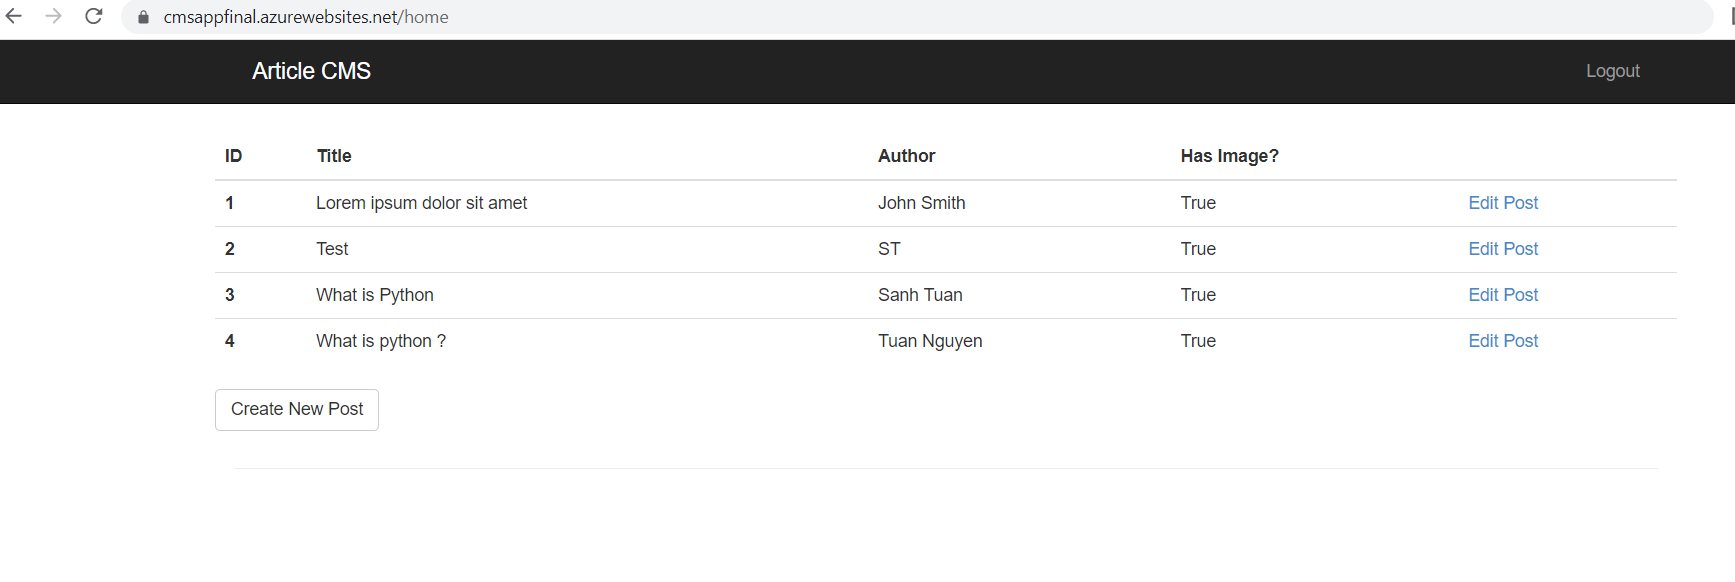 cmsappfinal.azurewebsites.net/home
Article CMS Logout
ID Title Author Has Image?
1 Lorem ipsum dolor sit amet John Smith True Edit Post
2 Test ST True Edit Post
3 What is Python Sanh Tuan True Edit Post
4 What is python ? Tuan Nguyen True Edit Post
Create New Post